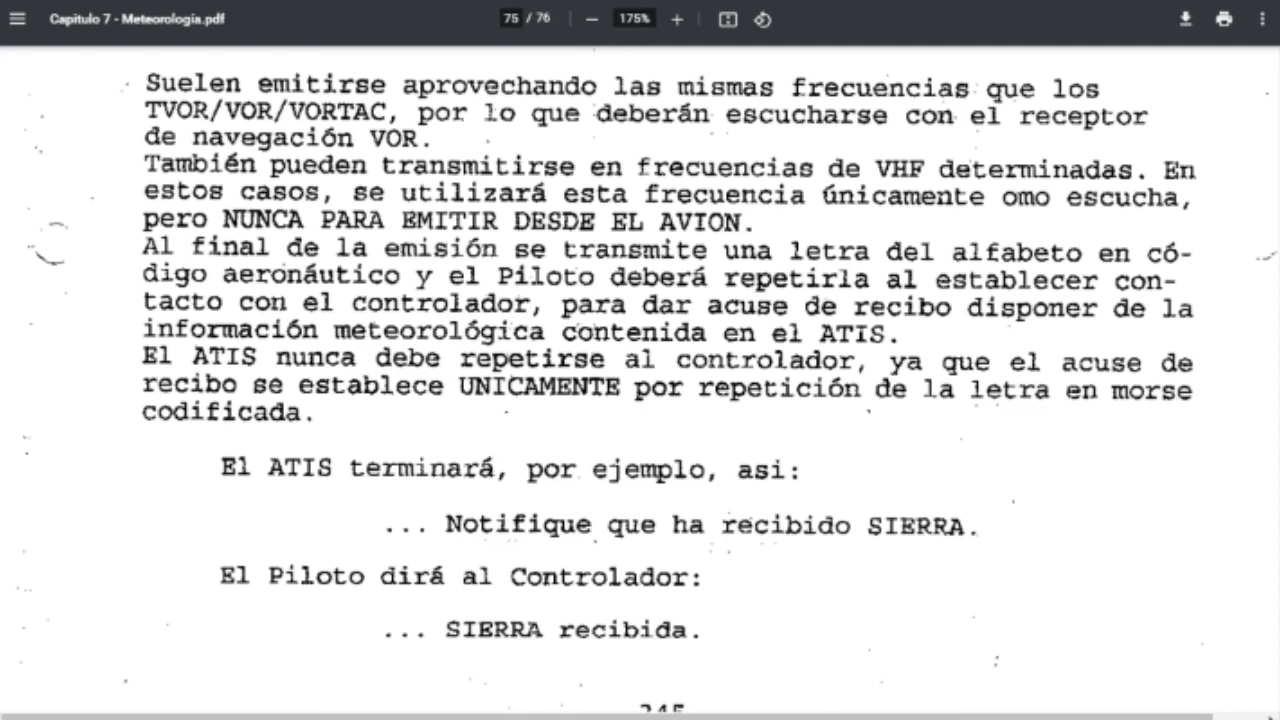 Capitulo 7 - Meteorología.pdf
75 / 76
175%
Suelen emitirse aprovechando las mismas frecuencias que los
TVOR/VOR/VORTAC, por lo que deberán escucharse con el receptor
de navegación VOR.
También pueden transmitirse en frecuencias de VHF determinadas. En
estos casos, se utilizará esta frecuencia únicamente omo escucha,
pero NUNCA PARA EMITIR DESDE EL AVION.
Al final de la emisión se transmite una letra del alfabeto en có-
digo aeronáutico y el Piloto deberá repetirla al establecer con-
tacto con el controlador, para dar acuse de recibo disponer de la
información meteorológica contenida en el ATIS.
El ATIS nunca debe repetirse al controlador, ya que el acuse de
recibo se establece UNICAMENTE por repetición de la letra en morse
codificada.
El ATIS terminará, por ejemplo, asi:
... Notifique que ha recibido SIERRA.
El Piloto dirá al Controlador:
... SIERRA recibida.